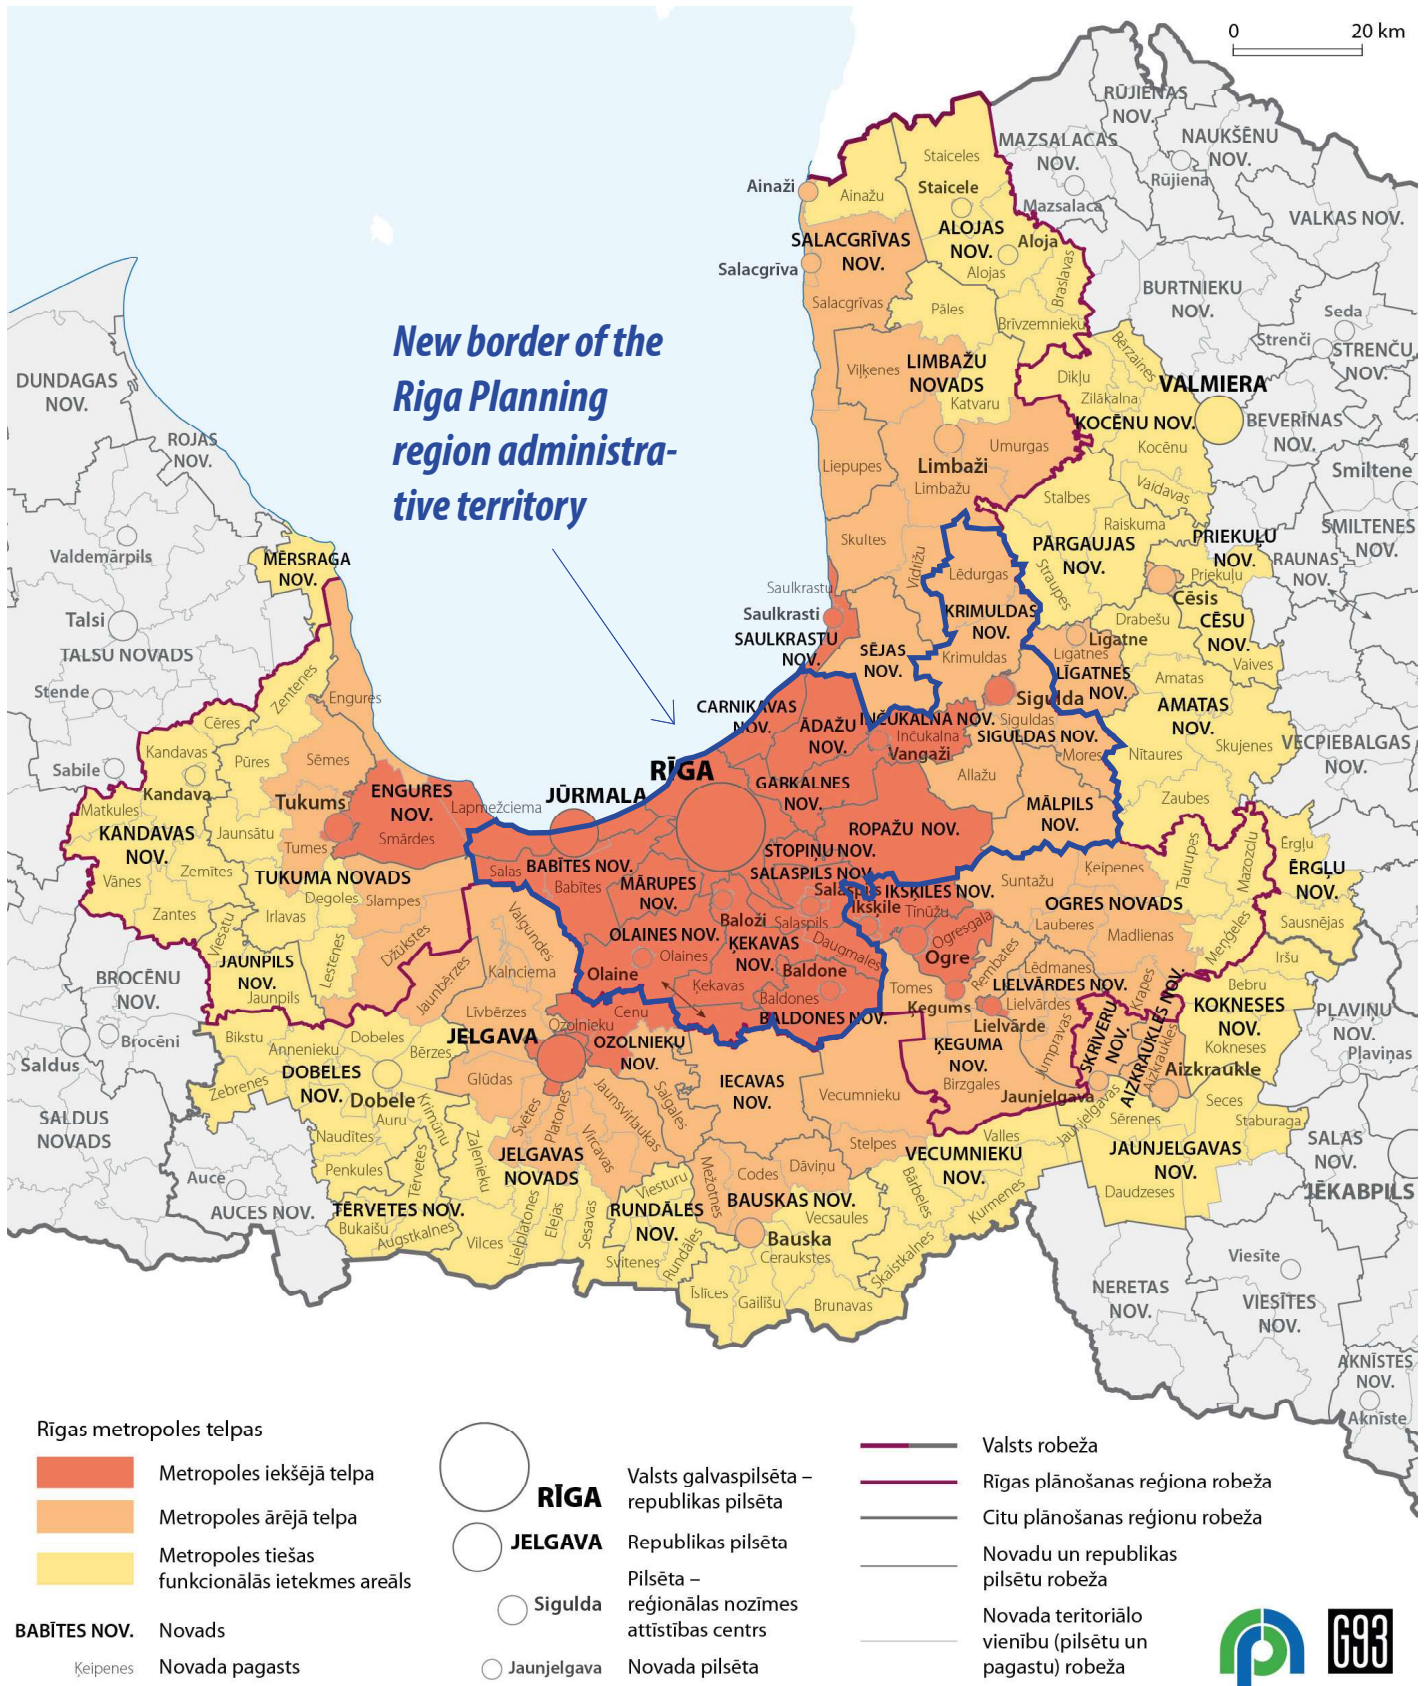 0 20 km
RŪJIENAS
NOV.
MAZSALACAS
NOV.
NAUKŠĒNU
NOV.
Rūjiena
Mazsalaca
VALKAS NOV.
Staiceles
Ainaži
Ainažu
Staicele
SALACGRĪVAS
NOV.
ALOJAS
NOV.
Aloja
Alojas
Braslavas
Salacgrīva
Salacgrīvas
Pāles
Brīvzemnieku
BURTNIEKU
NOV.
Seda
Strenči
STRENČU
NOV.
New border of the
Riga Planning
region administra-
tive territory
DUNDAGAS
NOV.
ROJAS
NOV.
Viļķenes
LIMBAŽU
NOVADS
Katvaru
Bērzaines
Dikļu
Zilākalna
VALMIERA
KOCĒNU NOV.
Kocēnu
BEVERĪNAS
NOV.
Umurgas
Liepupes
Limbaži
Limbažu
Smiltene
Vaidavas
Stalbes
Raiskuma
SMILTENES
NOV.
Valdemārpils
MĒRSRAGA
NOV.
Skultes
Vidrižu
Lēdurgas
PĀRGAUJAS
NOV.
Straupes
PRIEKUĻU
NOV.
Priekuļu
RAUNAS
NOV.
Saulkrastu
Saulkrasti
SAULKRASTU
NOV.
KRIMULDAS
NOV.
Krimuldas
SĒJAS
NOV.
Cēsis
CĒSU
NOV.
Drabešu
Vaives
Līgatne
Līgatnes
LĪGATNES
NOV.
Amatas
AMATAS
NOV.
Talsi
TALSU NOVADS
Stende
Zentenes
Engures
Cēres
Kandavas
Pūres
Sēmes
Sabile
Kandava
Tukums
ENGURES
NOV.
Lapmežciema
Smārdes
Matkules
KANDAVAS
NOV.
Jaunsātu
Tumes
Vānes
Zemītes
TUKUMA NOVADS
Degoles
Slampes
Zantes
Viesatu
Irlavas
Lestenes
Džūkstes
JAUNPILS
NOV.
Jaunpils
CARNIKAVAS
NOV.
ĀDAŽU
NOV.
INČUKALNA NOV.
Inčukalna
Vangaži
Sigulda
Siguldas
SIGULDAS NOV.
Mores
Allažu
MĀLPILS
NOV.
Nītaures
Skujenes
Zaubes
VECPIEBALGAS
NOV.
RĪGA
JŪRMALA
GARKALNES
NOV.
ROPAŽU NOV.
STOPIŅU NOV.
SALASPILS NOV.
Salaspils
Salaspils
Salas
BABĪTES NOV.
Babītes
MĀRUPES
NOV.
Baloži
OLAINES NOV.
Olaines
Olaine
ĶEKAVAS
NOV.
Ķekavas
Daugmales
Baldone
Baldones
BALDONES NOV.
IKŠĶILES NOV.
Ikšķile
Tīnūžu
Ogresgala
Ogre
Suntažu
Ķeipenes
Taurupes
Mazozolu
Ērgļu
ĒRGĻU
NOV.
Sausnējas
OGRES NOVADS
Lauberes
Madlienas
Meņģeles
Rembates
Lēdmanes
LIELVĀRDES NOV.
Lielvārdes
Lielvārde
Krapes
Tomes
Ķegums
ĶEGUMA
NOV.
Birzgales
Jumpravas
SKRĪVERU
NOV.
AIZKRAUKLES NOV.
Aizkraukles
Aizkraukle
Iršu
Bebru
KOKNESES
NOV.
Kokneses
PĻAVIŅU
NOV.
Pļaviņas
BROCĒNU
NOV.
Brocēni
Saldus
SALDUS
NOVADS
Valgundes
Kalnciema
Jaunbērzes
Līvbērzes
JELGAVA
Ozolnieku
Cenu
OZOLNIEKU
NOV.
Bikstu
Annenieku
Dobeles
Bērzes
Zebrenes
DOBELES
NOV.
Dobele
Auru
Krimūnu
Naudītes
Penkules
Tērvetes
TĒRVETES NOV.
Bukaišu
Augstkalnes
Auce
AUCES NOV.
Glūdas
Zaļenieku
Svētes
Platones
Vircavas
Jaunsvirlaukas
Salgales
JELGAVAS
NOVADS
Vilces
Lielplatones
Elejas
Sesavas
IECAVAS
NOV.
Vecumnieku
Stelpes
Mežotnes
Codes
Dāviņu
BAUSKAS NOV.
Vecsaules
Bauska
Ceraukstes
Viesturu
RUNDĀLES
NOV.
Svitenes
Rundāles
Īslīces
Gailīšu
Brunavas
VECUMNIEKU
NOV.
Valles
Bārbeles
Kurmenes
Skaistkalnes
Jaunjelgava
Jaunjelgavas
Sērenes
Seces
Staburaga
JAUNJELGAVAS
NOV.
Daudzeses
SALAS
NOV.
JĒKABPILS
Viesīte
NERETAS
NOV.
VIESĪTES
NOV.
AKNĪSTES
NOV.
Aknīste
Rīgas metropoles telpas
Metropoles iekšējā telpa
Metropoles ārējā telpa
Metropoles tiešas
funkcionālās ietekmes areāls
BABĪTES NOV. Novads
Ķeipenes Novada pagasts
RĪGA
Valsts galvaspilsēta –
republikas pilsēta
JELGAVA Republikas pilsēta
Sigulda
Pilsēta –
reģionālas nozīmes
attīstības centrs
Jaunjelgava Novada pilsēta
Valsts robeža
Rīgas plānošanas reģiona robeža
Citu plānošanas reģionu robeža
Novadu un republikas
pilsētu robeža
Novada teritoriālo
vienību (pilsētu un
pagastu) robeža
G93